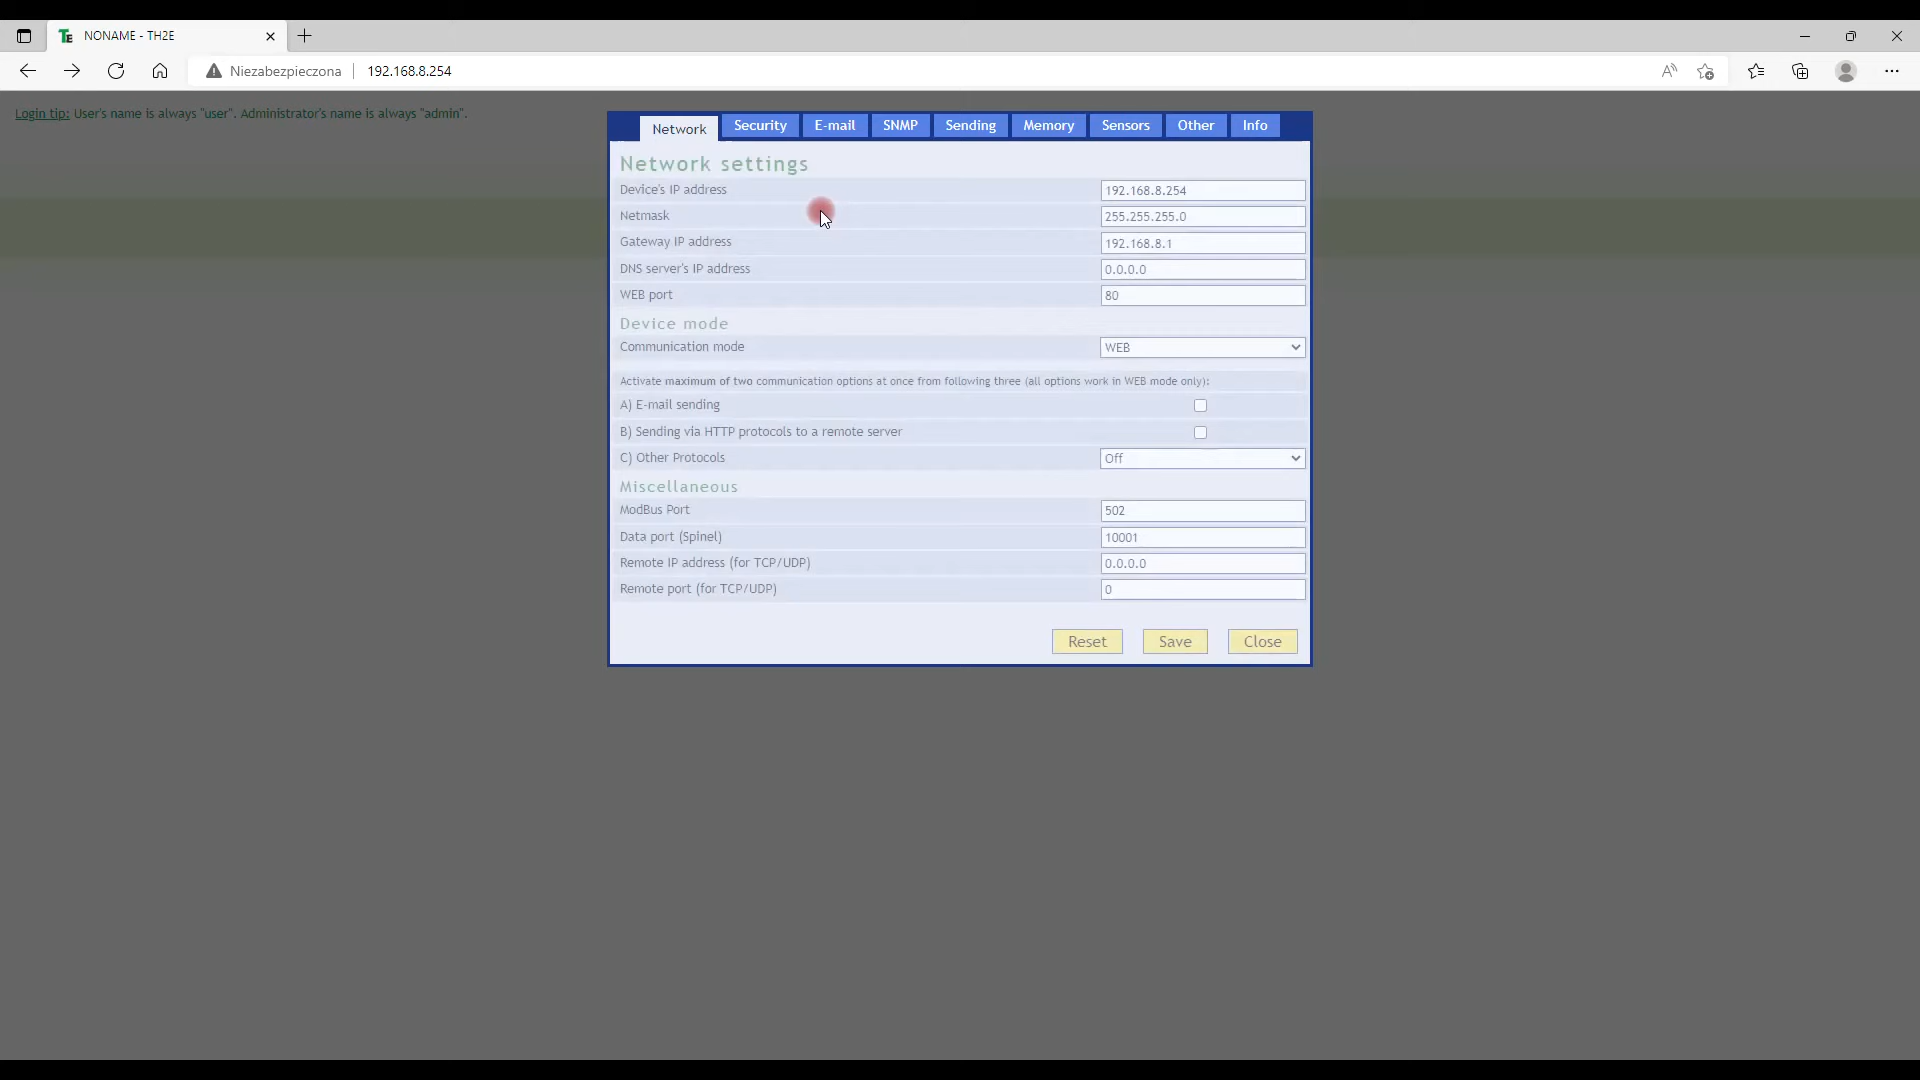 NONAME - TH2E
Niezabezpieczona 192.168.8.254
Login tip: User's name is always "user". Administrator's name is always "admin".
Network Security E-mail SNMP Sending Memory Sensors Other Info
Network settings
Device's IP address 192.168.8.254
Netmask 255.255.255.0
Gateway IP address 192.168.8.1
DNS server's IP address 0.0.0.0
WEB port 80
Device mode
Communication mode WEB
Activate maximum of two communication options at once from following three (all options work in WEB mode only):
A) E-mail sending
B) Sending via HTTP protocols to a remote server
C) Other Protocols Off
Miscellaneous
ModBus Port 502
Data port (Spinel) 10001
Remote IP address (for TCP/UDP) 0.0.0.0
Remote port (for TCP/UDP) 0
Reset Save Close